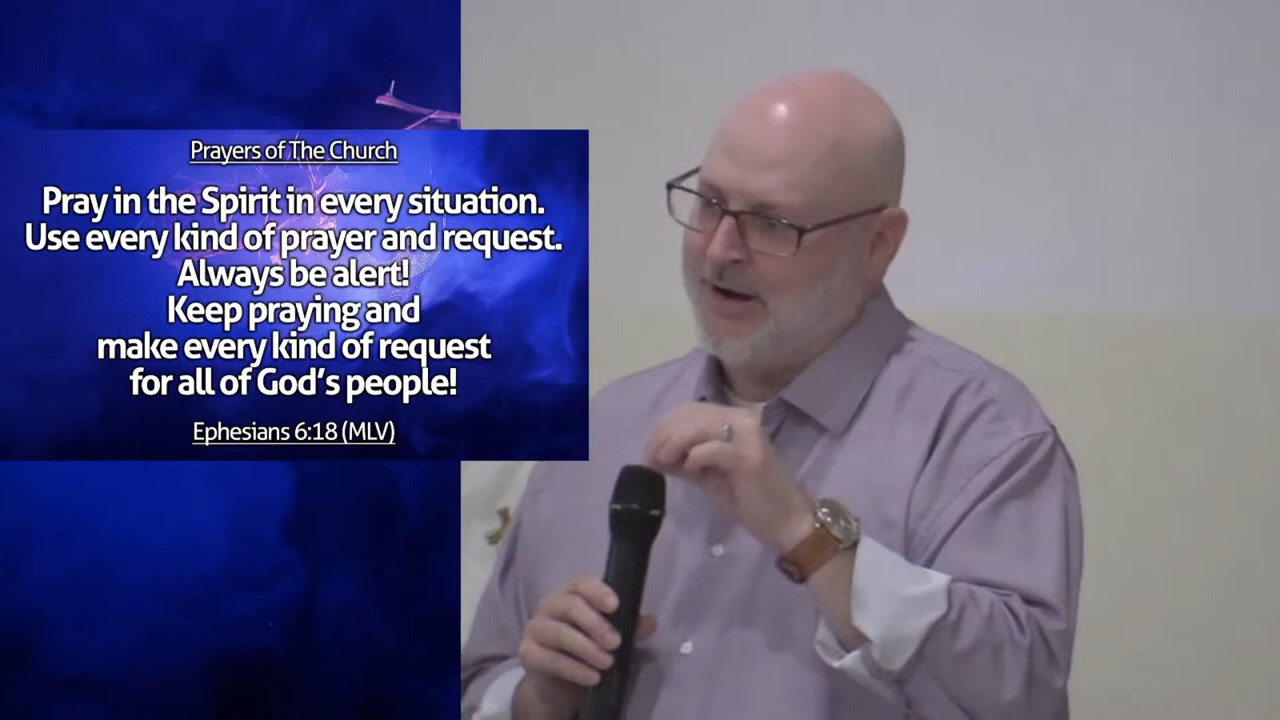 Prayers of The Church
Pray in the Spirit in every situation.
Use every kind of prayer and request.
Always be alert!
Keep praying and
make every kind of request
for all of God's people!
Ephesians 6:18 (MLV)